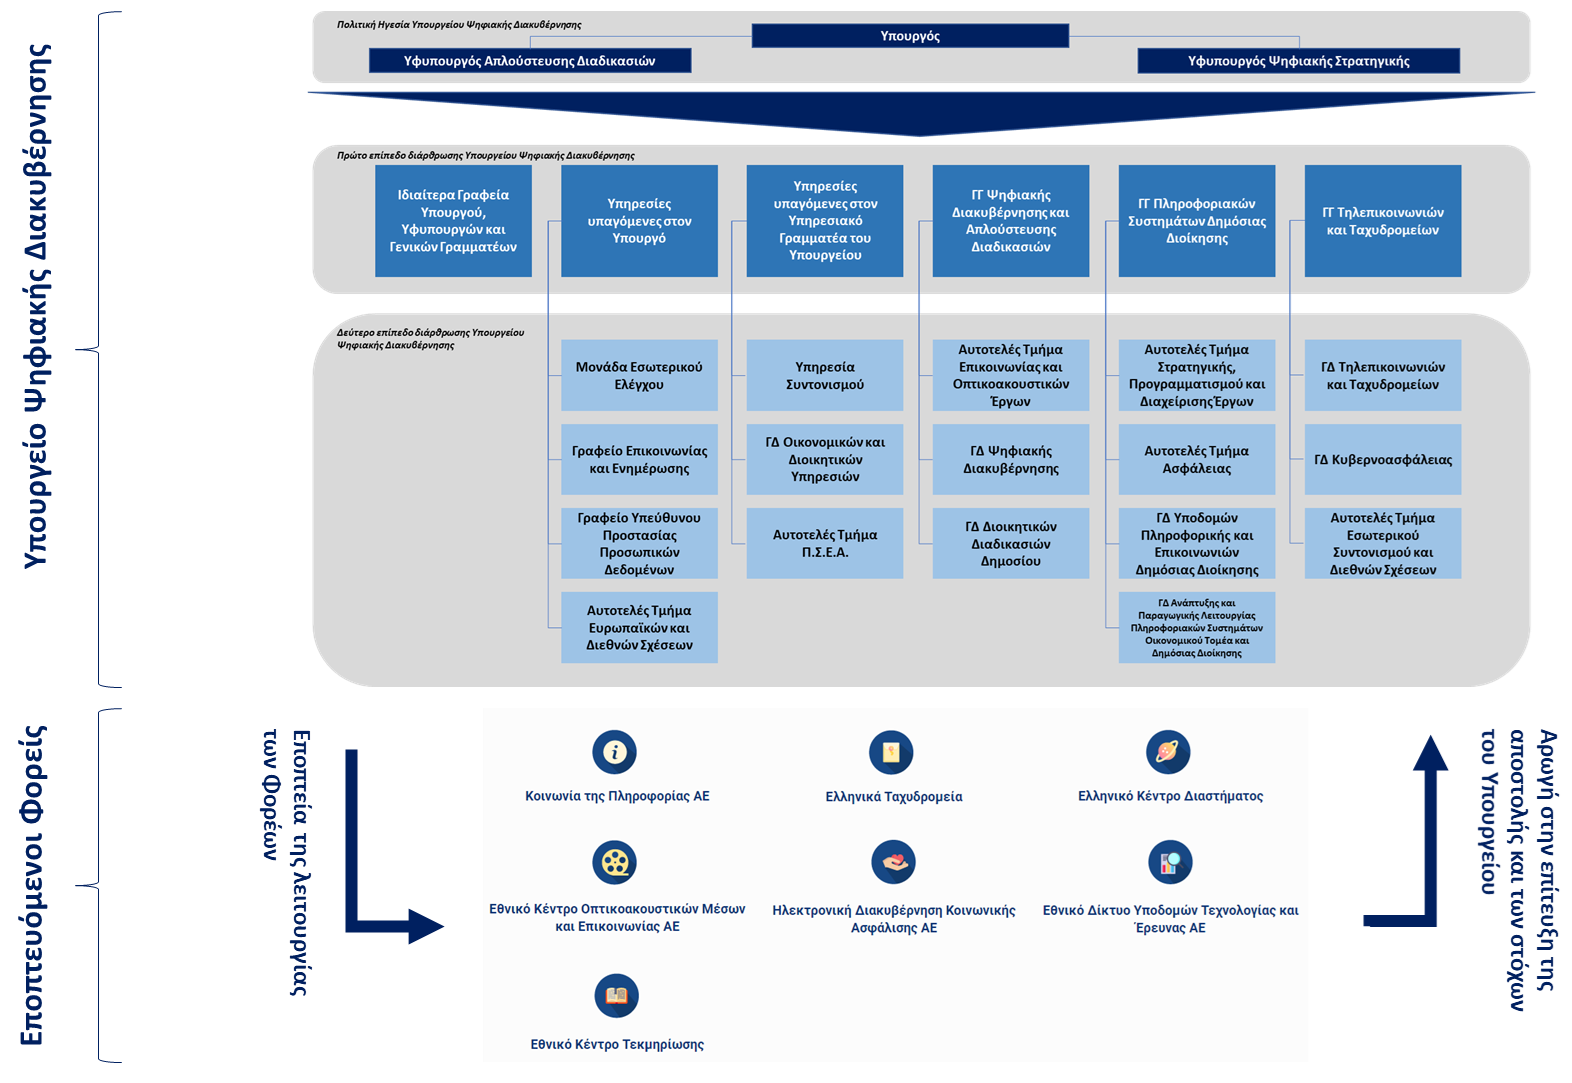 Υπουργείο Ψηφιακής Διακυβέρνησης
Πολιτική Ηγεσία Υπουργείου Ψηφιακής Διακυβέρνησης
Υπουργός
Υφυπουργός Απλούστευσης Διαδικασιών
Υφυπουργός Ψηφιακής Στρατηγικής
Πρώτο επίπεδο διάρθρωσης Υπουργείου Ψηφιακής Διακυβέρνησης
Ιδιαίτερα Γραφεία
Υπουργού,
Υφυπουργών και
Γενικών Γραμματέων
Υπηρεσίες
υπαγόμενες στον
Υπουργό
Υπηρεσίες
υπαγόμενες στον
Υπηρεσιακό
Γραμματέα του
Υπουργείου
ΓΓ Ψηφιακής
Διακυβέρνησης και
Απλούστευσης
Διαδικασιών
ΓΓ Πληροφοριακών
Συστημάτων Δημόσιας
Διοίκησης
ΓΓ Τηλεπικοινωνιών
και Ταχυδρομείων
Δεύτερο επίπεδο διάρθρωσης Υπουργείου
Ψηφιακής Διακυβέρνησης
Μονάδα Εσωτερικού
Ελέγχου
Γραφείο Επικοινωνίας
και Ενημέρωσης
Γραφείο Υπεύθυνου
Προστασίας
Προσωπικών
Δεδομένων
Αυτοτελές Τμήμα
Ευρωπαϊκών και
Διεθνών Σχέσεων
Υπηρεσία
Συντονισμού
ΓΔ Οικονομικών και
Διοικητικών
Υπηρεσιών
Αυτοτελές Τμήμα
Π.Σ.Ε.Α.
Αυτοτελές Τμήμα
Επικοινωνίας και
Οπτικοακουστικών
Έργων
ΓΔ Ψηφιακής
Διακυβέρνησης
ΓΔ Διοικητικών
Διαδικασιών
Δημοσίου
Αυτοτελές Τμήμα
Στρατηγικής,
Προγραμματισμού και
Διαχείρισης Έργων
Αυτοτελές Τμήμα
Ασφάλειας
ΓΔ Υποδομών
Πληροφορικής και
Επικοινωνιών
Δημόσιας Διοίκησης
ΓΔ Ανάπτυξης και
Παραγωγικής Λειτουργίας
Πληροφοριακών Συστημάτων
Οικονομικού Τομέα και
Δημόσιας Διοίκησης
ΓΔ Τηλεπικοινωνιών
και Ταχυδρομείων
ΓΔ Κυβερνοασφάλειας
Αυτοτελές Τμήμα
Εσωτερικού
Συντονισμού και
Διεθνών Σχέσεων
Εποπτευόμενοι Φορείς
Εποπτεία της λειτουργίας
των Φορέων
Κοινωνία της Πληροφορίας ΑΕ
Ελληνικά Ταχυδρομεία
Ελληνικό Κέντρο Διαστήματος
Εθνικό Κέντρο Οπτικοακουστικών Μέσων
και Επικοινωνίας ΑΕ
Ηλεκτρονική Διακυβέρνηση Κοινωνικής
Ασφάλισης ΑΕ
Εθνικό Δίκτυο Υποδομών Τεχνολογίας και
Έρευνας ΑΕ
Εθνικό Κέντρο Τεκμηρίωσης
Αρωγή στην επίτευξη της
αποστολής και των στόχων
του Υπουργείου